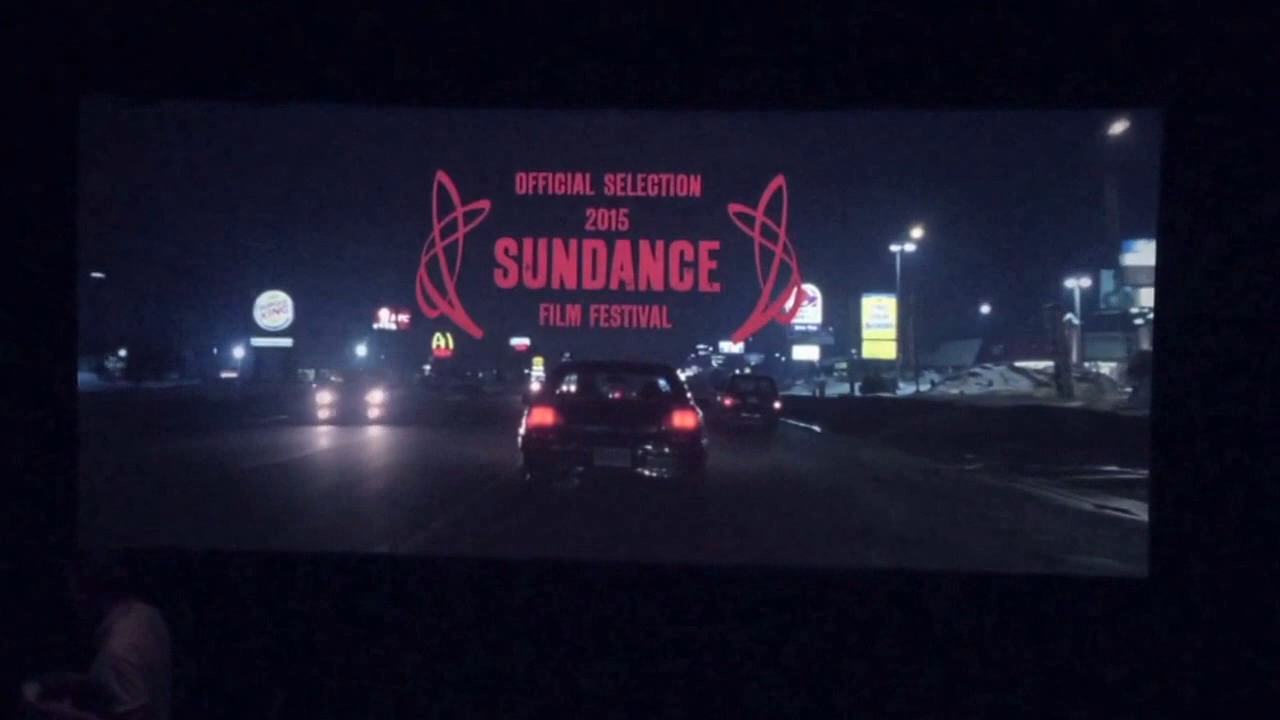 OFFICIAL SELECTION
2015
SUNDANCE
FILM FESTIVAL
BURGER
KING